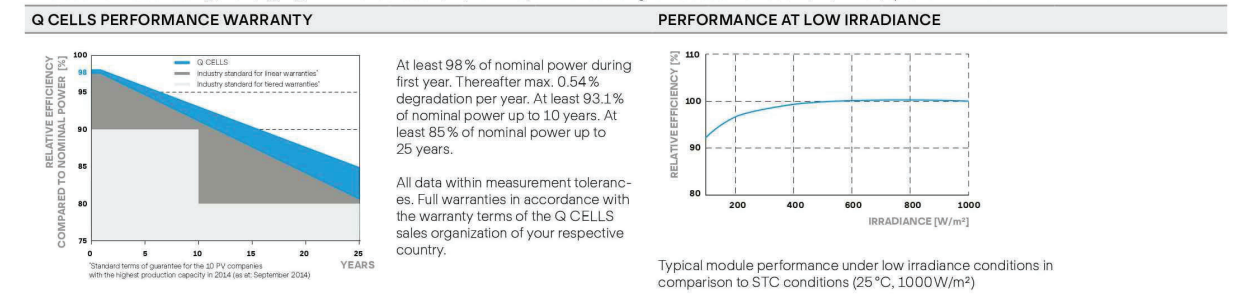 Q CELLS PERFORMANCE WARRANTY
RELATIVE EFFICIENCY
COMPARED TO NOMINAL POWER [%]
100
98
95
90
85
80
75
0
5
10
15
20
25
YEARS
Q CELLS
Industry standard for linear warranties*
Industry standard for tiered warranties*
*Standard terms of guarantee for the 10 PV companies
with the highest production capacity in 2014 (as at: September 2014)
At least 98 % of nominal power during
first year. Thereafter max. 0.54 %
degradation per year. At least 93.1 %
of nominal power up to 10 years. At
least 85 % of nominal power up to
25 years.
All data within measurement toleranc-
es. Full warranties in accordance with
the warranty terms of the Q CELLS
sales organization of your respective
country.
PERFORMANCE AT LOW IRRADIANCE
RELATIVE EFFICIENCY [%]
110
100
90
80
200
400
600
800
1000
IRRADIANCE [W/m²]
Typical module performance under low irradiance conditions in
comparison to STC conditions (25 °C, 1000 W/m²)